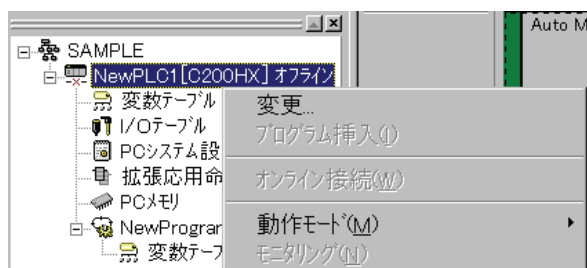 Auto M
SAMPLE
NewPLC1[C200HX] オフライン
変数テーブル
I/Oテーブル
PCシステム設
拡張応用命
PCメモリ
NewPrograr
変数テーフ
変更...
プログラム挿入(I)
オンライン接続(W)
動作モード(M)
モニタリング(N)